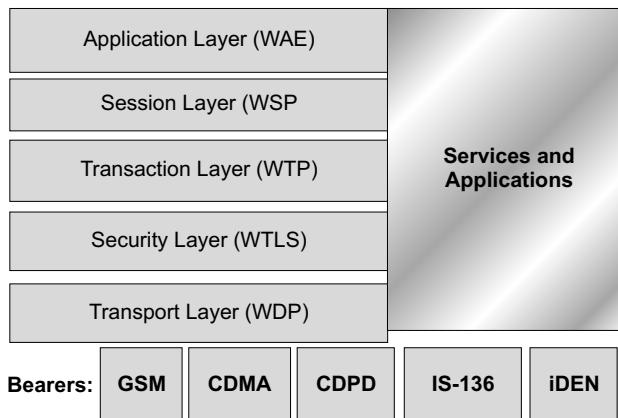 Application Layer (WAE)
Session Layer (WSP
Transaction Layer (WTP)
Services and
Applications
Security Layer (WTLS)
Transport Layer (WDP)
Bearers: GSM CDMA CDPD IS-136 iDEN